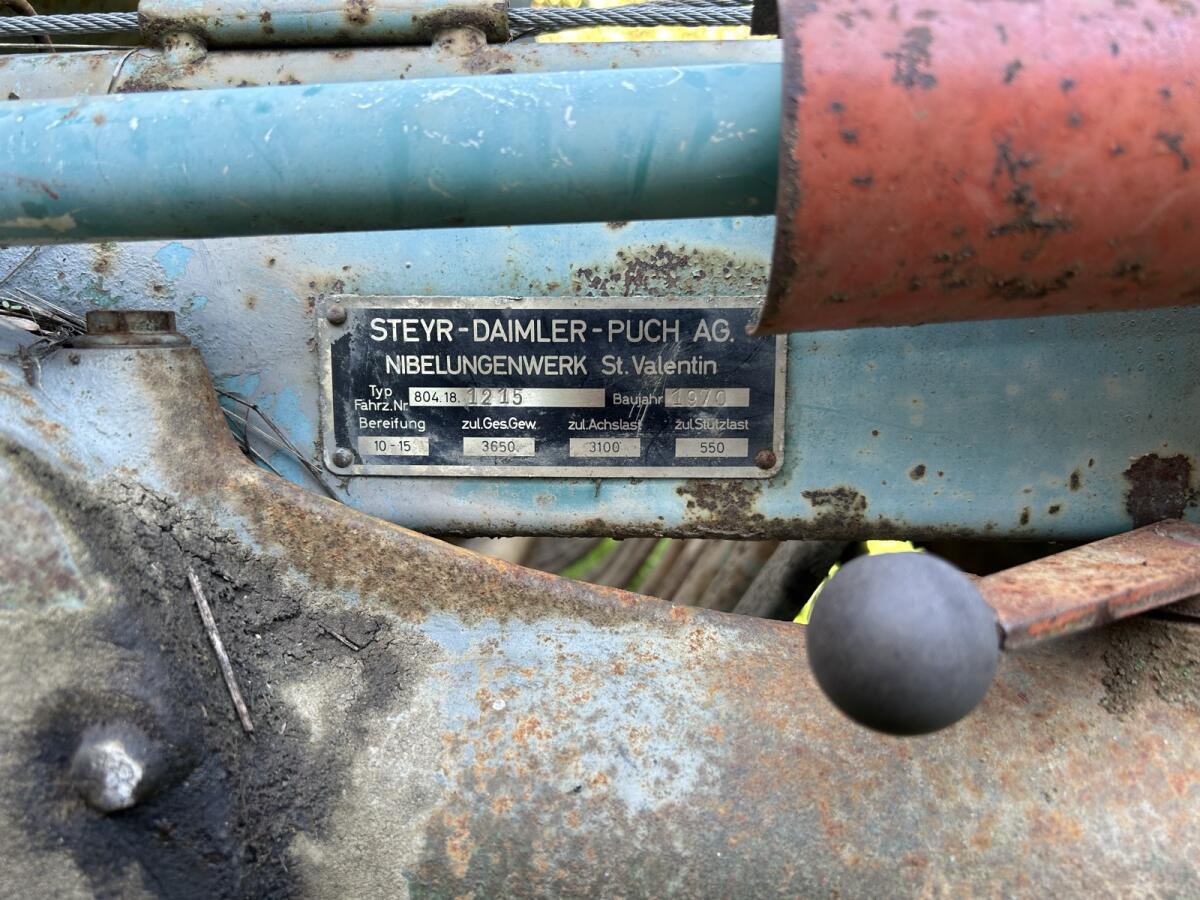 STEYR-DAIMLER-PUCH AG.
NIBELUNGENWERK St. Valentin
Typ
Fahrz.Nr. 804.18. 1215 Baujahr 1970
Bereifung zul.Ges.Gew. zul.Achslast zul.Stützlast
10-15 3650 3100 550